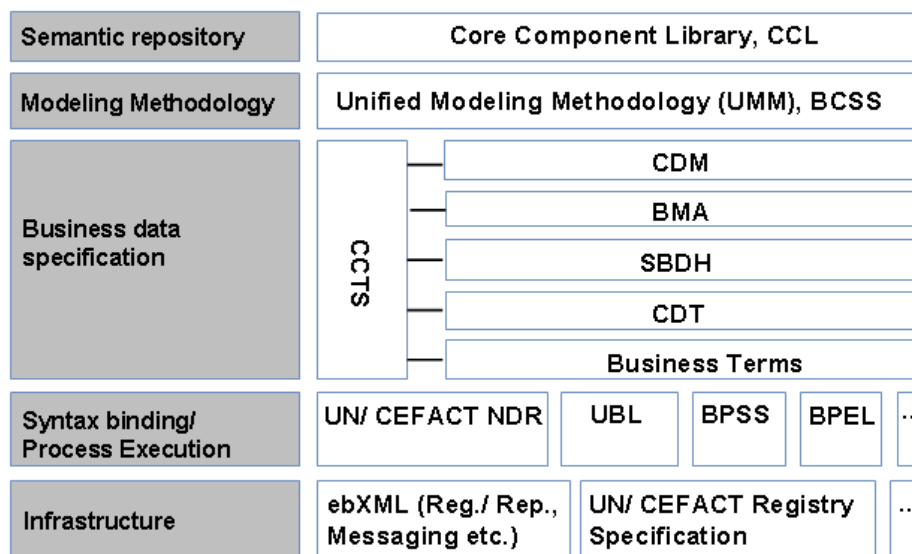 Semantic repository
Core Component Library, CCL
Modeling Methodology
Unified Modeling Methodology (UMM), BCSS
Business data
specification
CCTS
CDM
BMA
SBDH
CDT
Business Terms
Syntax binding/
Process Execution
UN/ CEFACT NDR
UBL
BPSS
BPEL
..
Infrastructure
ebXML (Reg./ Rep.,
Messaging etc.)
UN/ CEFACT Registry
Specification
..